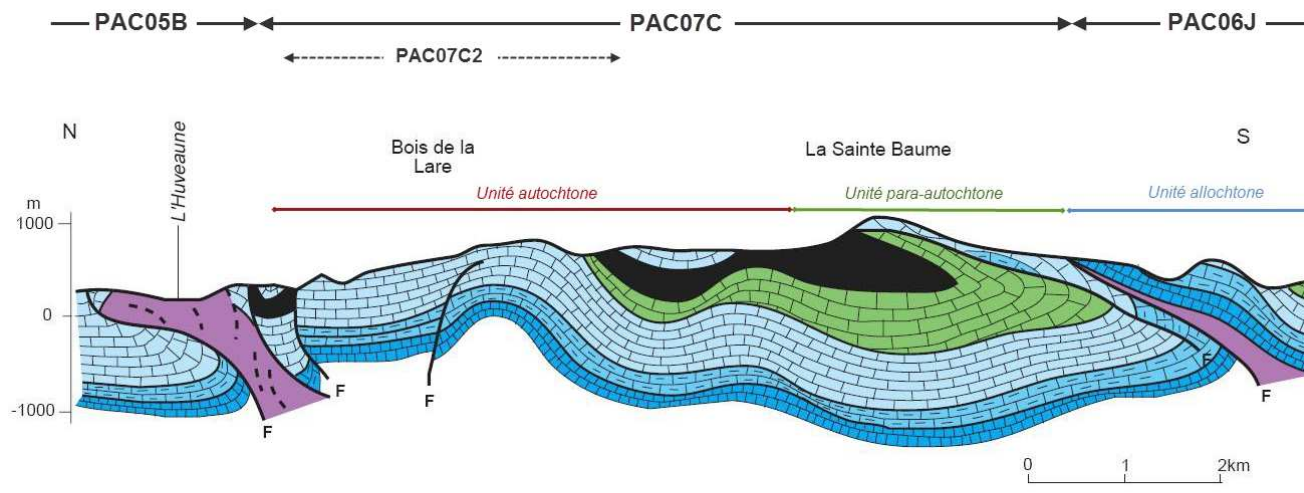 PAC05B PAC07C PAC06J
PAC07C2
N S
L'Huveaune
Bois de la
Lare
La Sainte Baume
Unité autochtone Unité para-autochtone Unité allochtone
m
1000
0
-1000
F
F
F
F
F
0 1 2km